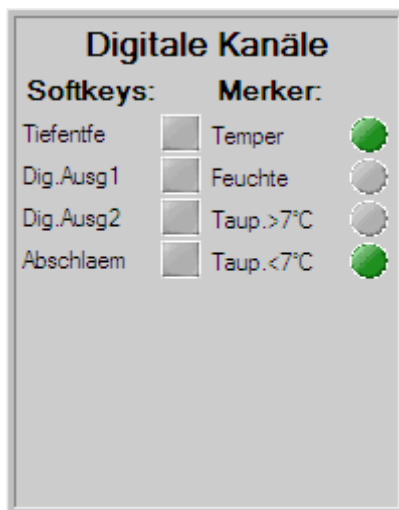 Digitale Kanäle
Softkeys: Merker:
Tiefentfe Temper
Dig.Ausg1 Feuchte
Dig.Ausg2 Taup.>7°C
Abschlaem Taup.<7°C